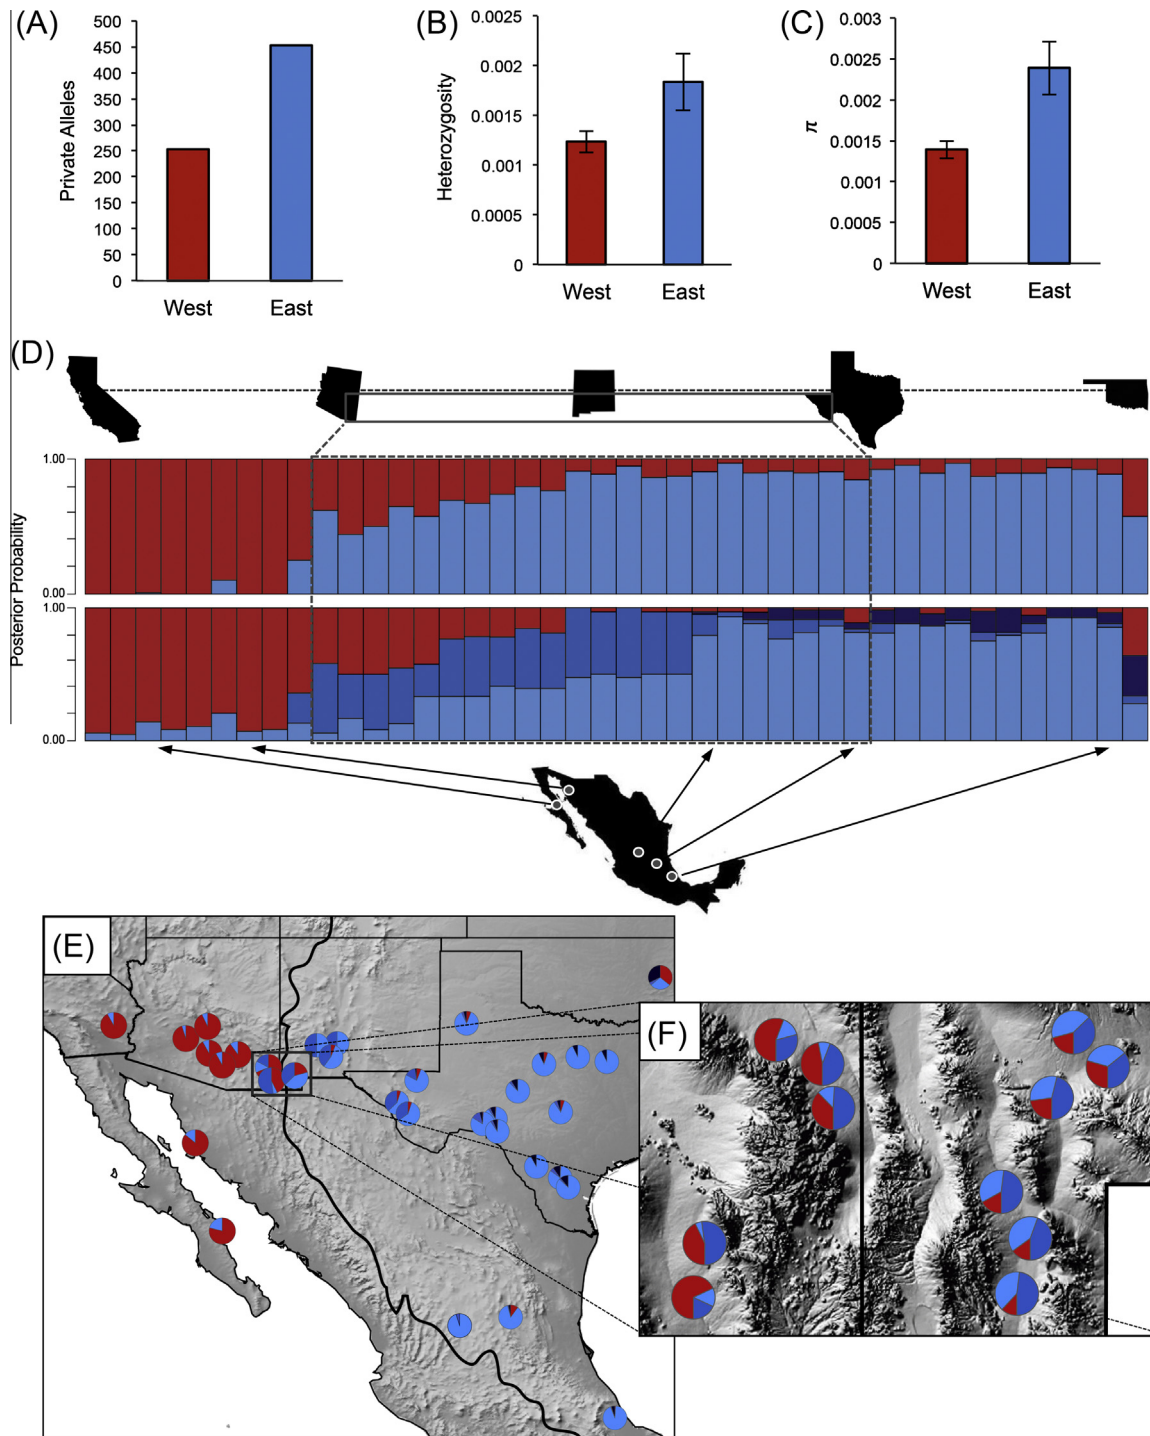 (A)
Private Alleles
500
450
400
350
300
250
200
150
100
50
0
West
East
(B)
Heterozygosity
0.0025
0.002
0.0015
0.001
0.0005
0
West
East
(C)
π
0.003
0.0025
0.002
0.0015
0.001
0.0005
0
West
East
(D)
Posterior Probability
1.00
0.00
1.00
0.00
(E)
(F)